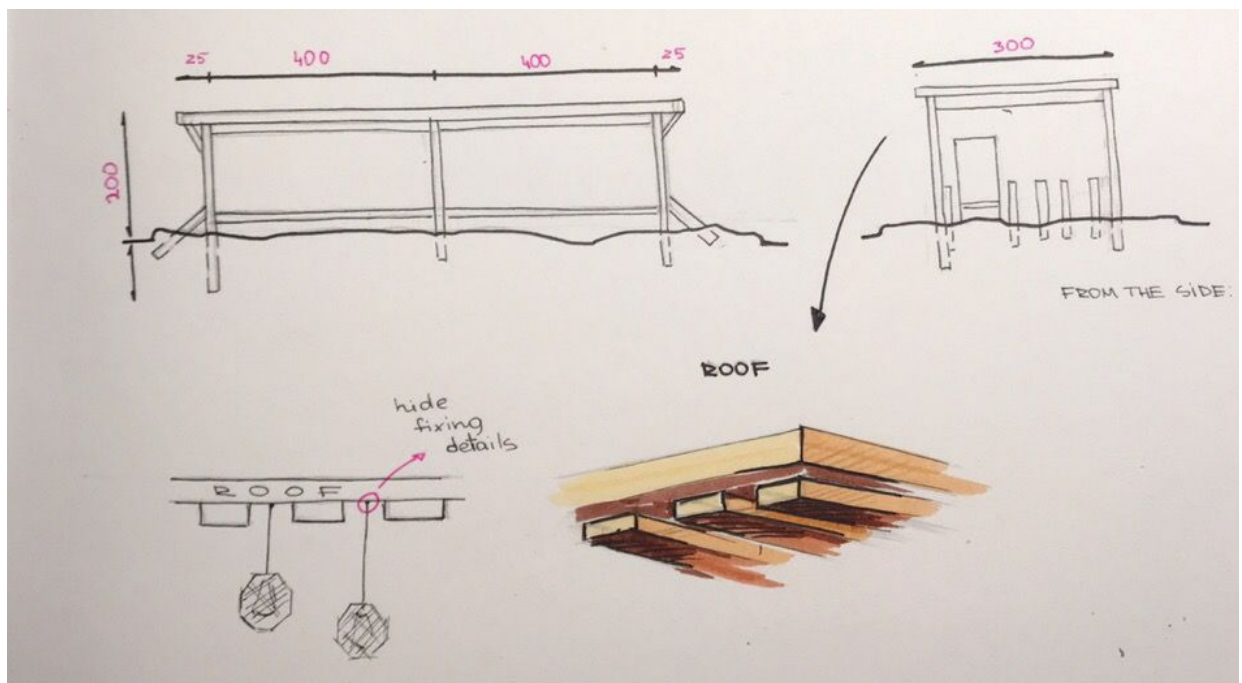 25
400
400
25
300
200
FROM THE SIDE:
ROOF
hide
fixing
details
ROOF